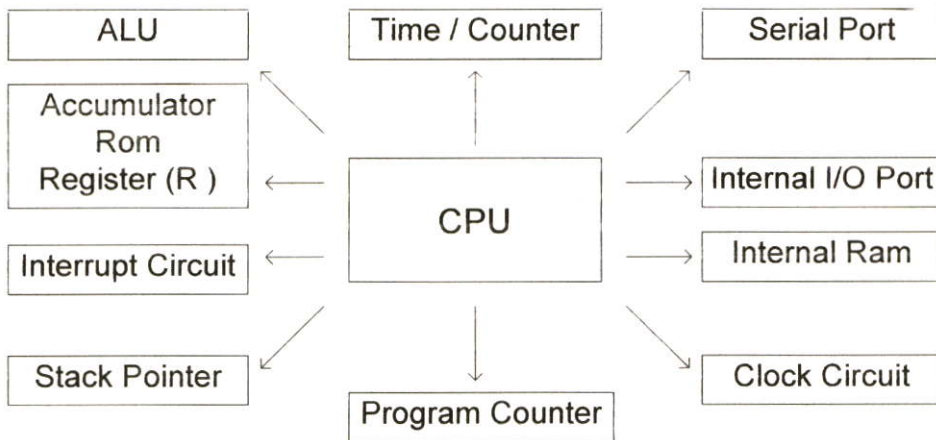 ALU
Time / Counter
Serial Port
Accumulator
Rom
Register (R )
CPU
Internal I/O Port
Interrupt Circuit
Internal Ram
Stack Pointer
Program Counter
Clock Circuit